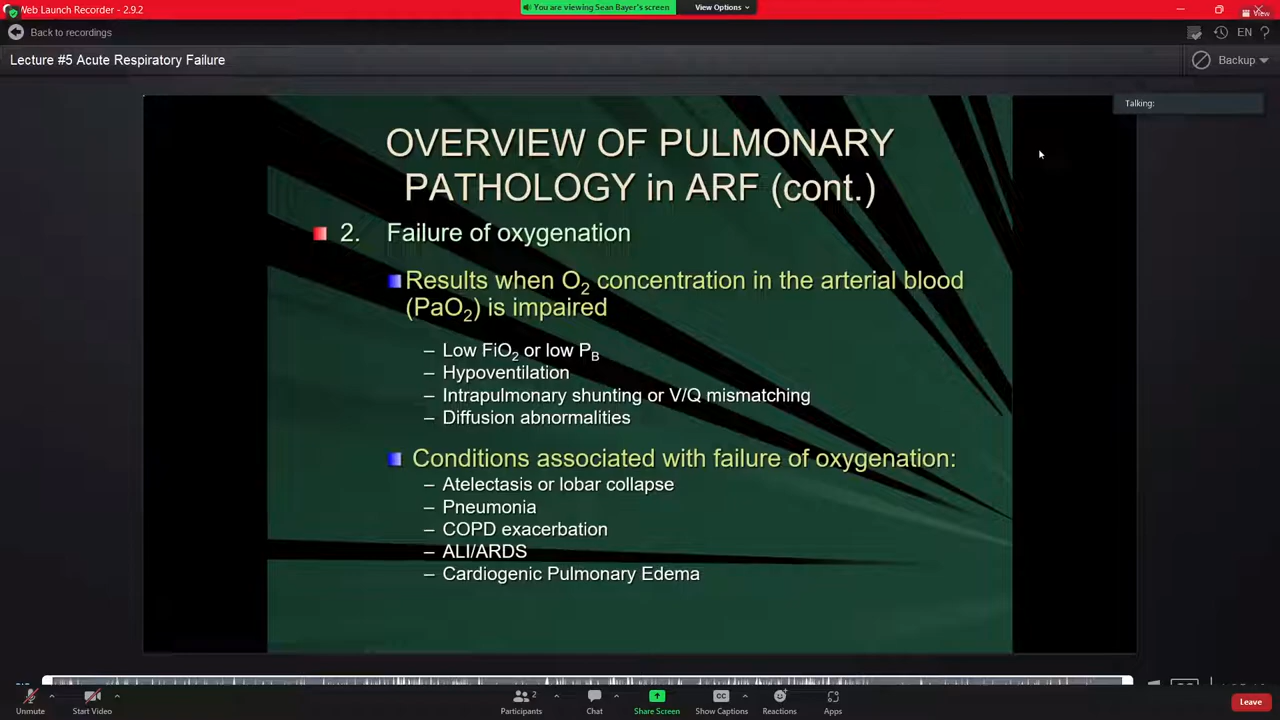 Web Launch Recorder - 2.9.2
You are viewing Sean Bayer's screen
View Options
View
Back to recordings
EN ?
Lecture #5 Acute Respiratory Failure
Backup
Talking:
OVERVIEW OF PULMONARY
PATHOLOGY in ARF (cont.)
2. Failure of oxygenation
Results when O₂ concentration in the arterial blood
(PaO₂) is impaired
– Low FiO₂ or low P_B
– Hypoventilation
– Intrapulmonary shunting or V/Q mismatching
– Diffusion abnormalities
Conditions associated with failure of oxygenation:
– Atelectasis or lobar collapse
– Pneumonia
– COPD exacerbation
– ALI/ARDS
– Cardiogenic Pulmonary Edema
Unmute
Start Video
2
Participants
Chat
Share Screen
CC
Show Captions
Reactions
Apps
Leave